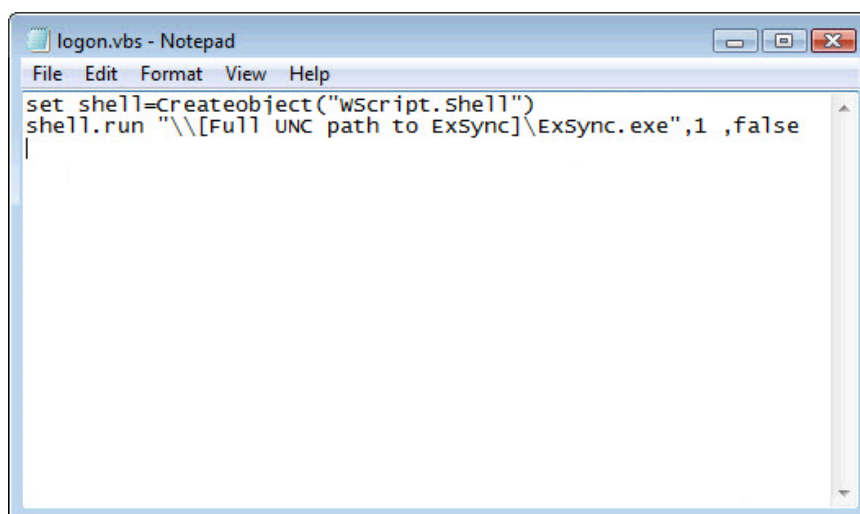 logon.vbs - Notepad
File Edit Format View Help
set shell=Createobject("WScript.Shell")
shell.run "\\[Full UNC path to ExSync]\ExSync.exe",1 ,false